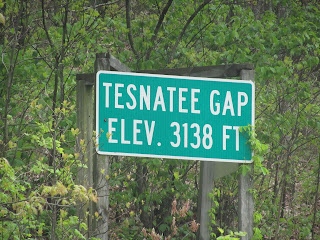 TESNATEE GAP
ELEV. 3138 FT